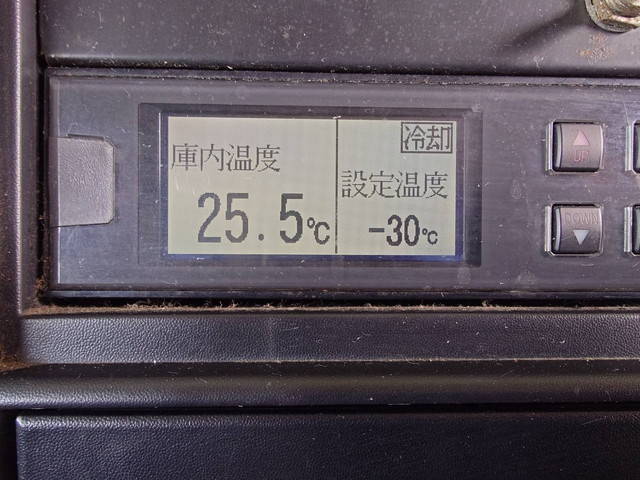 庫内温度
25.5℃
冷却
設定温度
-30℃
UP
DOWN